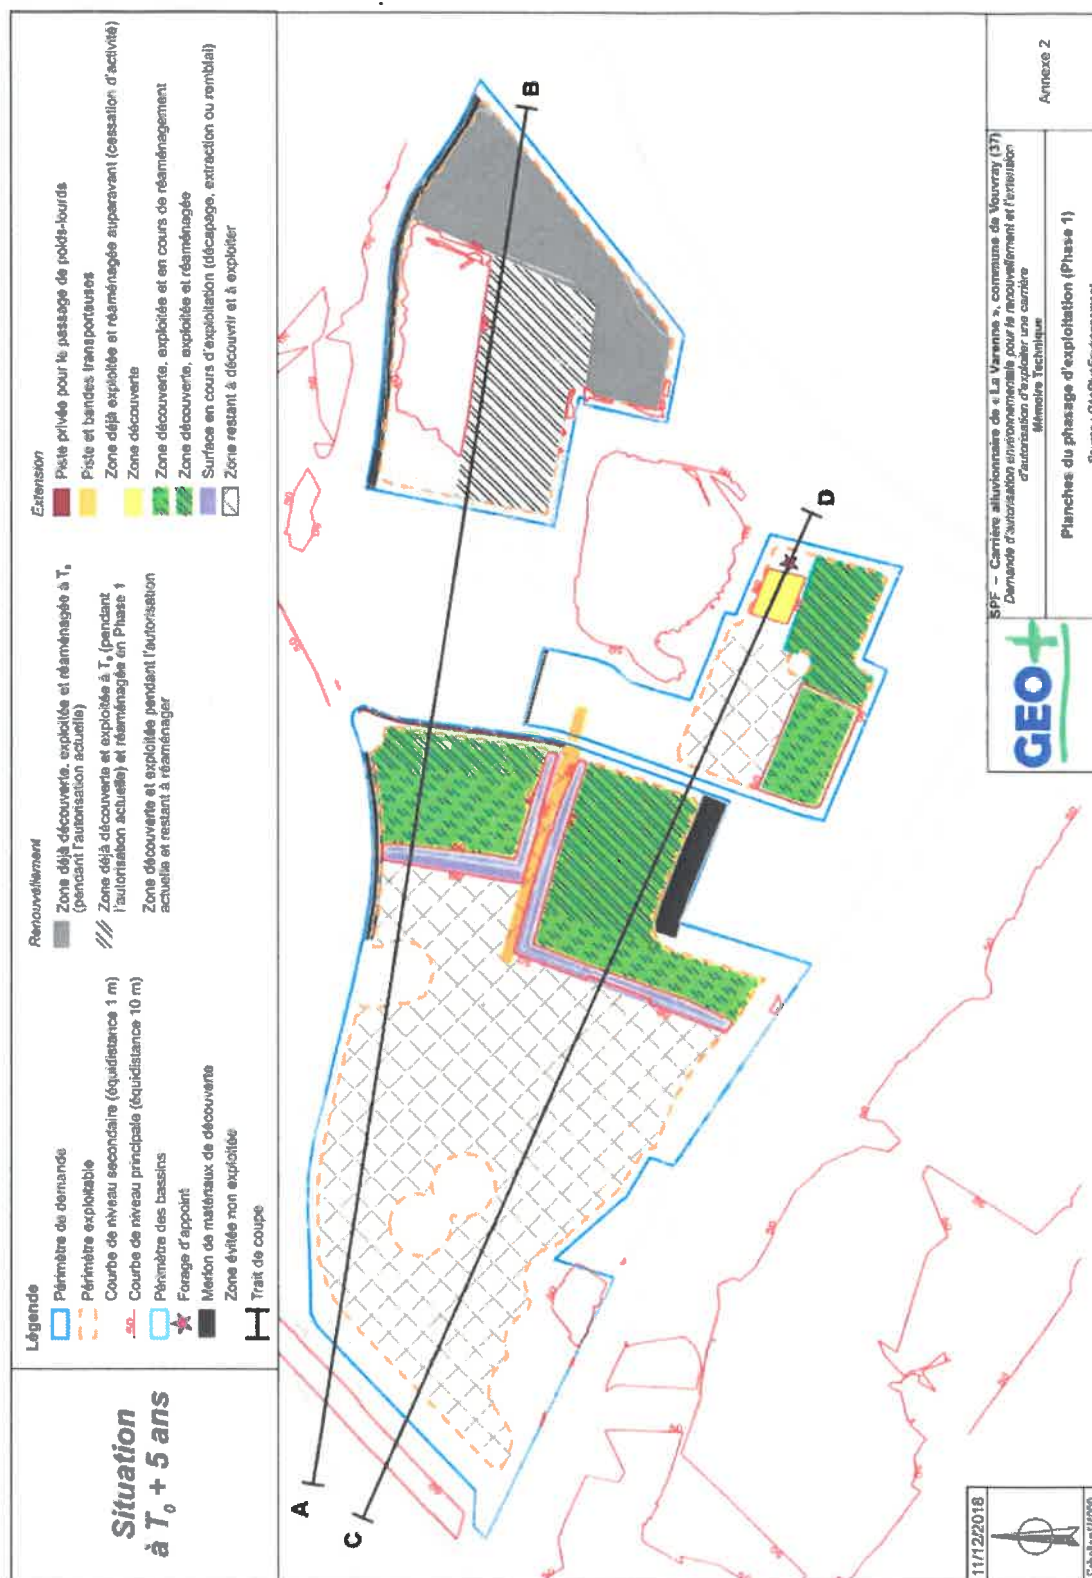 Situation
à T₀ + 5 ans
Légende
Périmètre de demande
Périmètre exploitable
Courbe de niveau secondaire (équidistance 1 m)
50 Courbe de niveau principale (équidistance 10 m)
Périmètre des bassins
Forage d'appoint
Merlon de matériaux de découverte
Zone évitée non exploitée
Trait de coupe
Renouvellement
Zone déjà découverte, exploitée et réaménagée à T₀
(pendant l'autorisation actuelle)
Zone déjà découverte et exploitée à T₀ (pendant
l'autorisation actuelle) et réaménagée en Phase 1
Zone découverte et exploitée pendant l'autorisation
actuelle et restant à réaménager
Extension
Piste privée pour le passage de poids-lourds
Piste et bandes transporteuses
Zone déjà exploitée et réaménagée auparavant (cessation d'activité)
Zone découverte
Zone découverte, exploitée et en cours de réaménagement
Zone découverte, exploitée et réaménagée
Surface en cours d'exploitation (décapage, extraction ou remblai)
Zone restant à découvrir et à exploiter
A
B
C
D
11/12/2018
GEO+
SPF – Carrière alluvionnaire de « La Varenne », commune de Vouvray (37)
Demande d'autorisation environnementale pour le renouvellement et l'extension
d'autorisation d'exploiter une carrière
Mémoire Technique
Planches du phasage d'exploitation (Phase 1)
Annexe 2